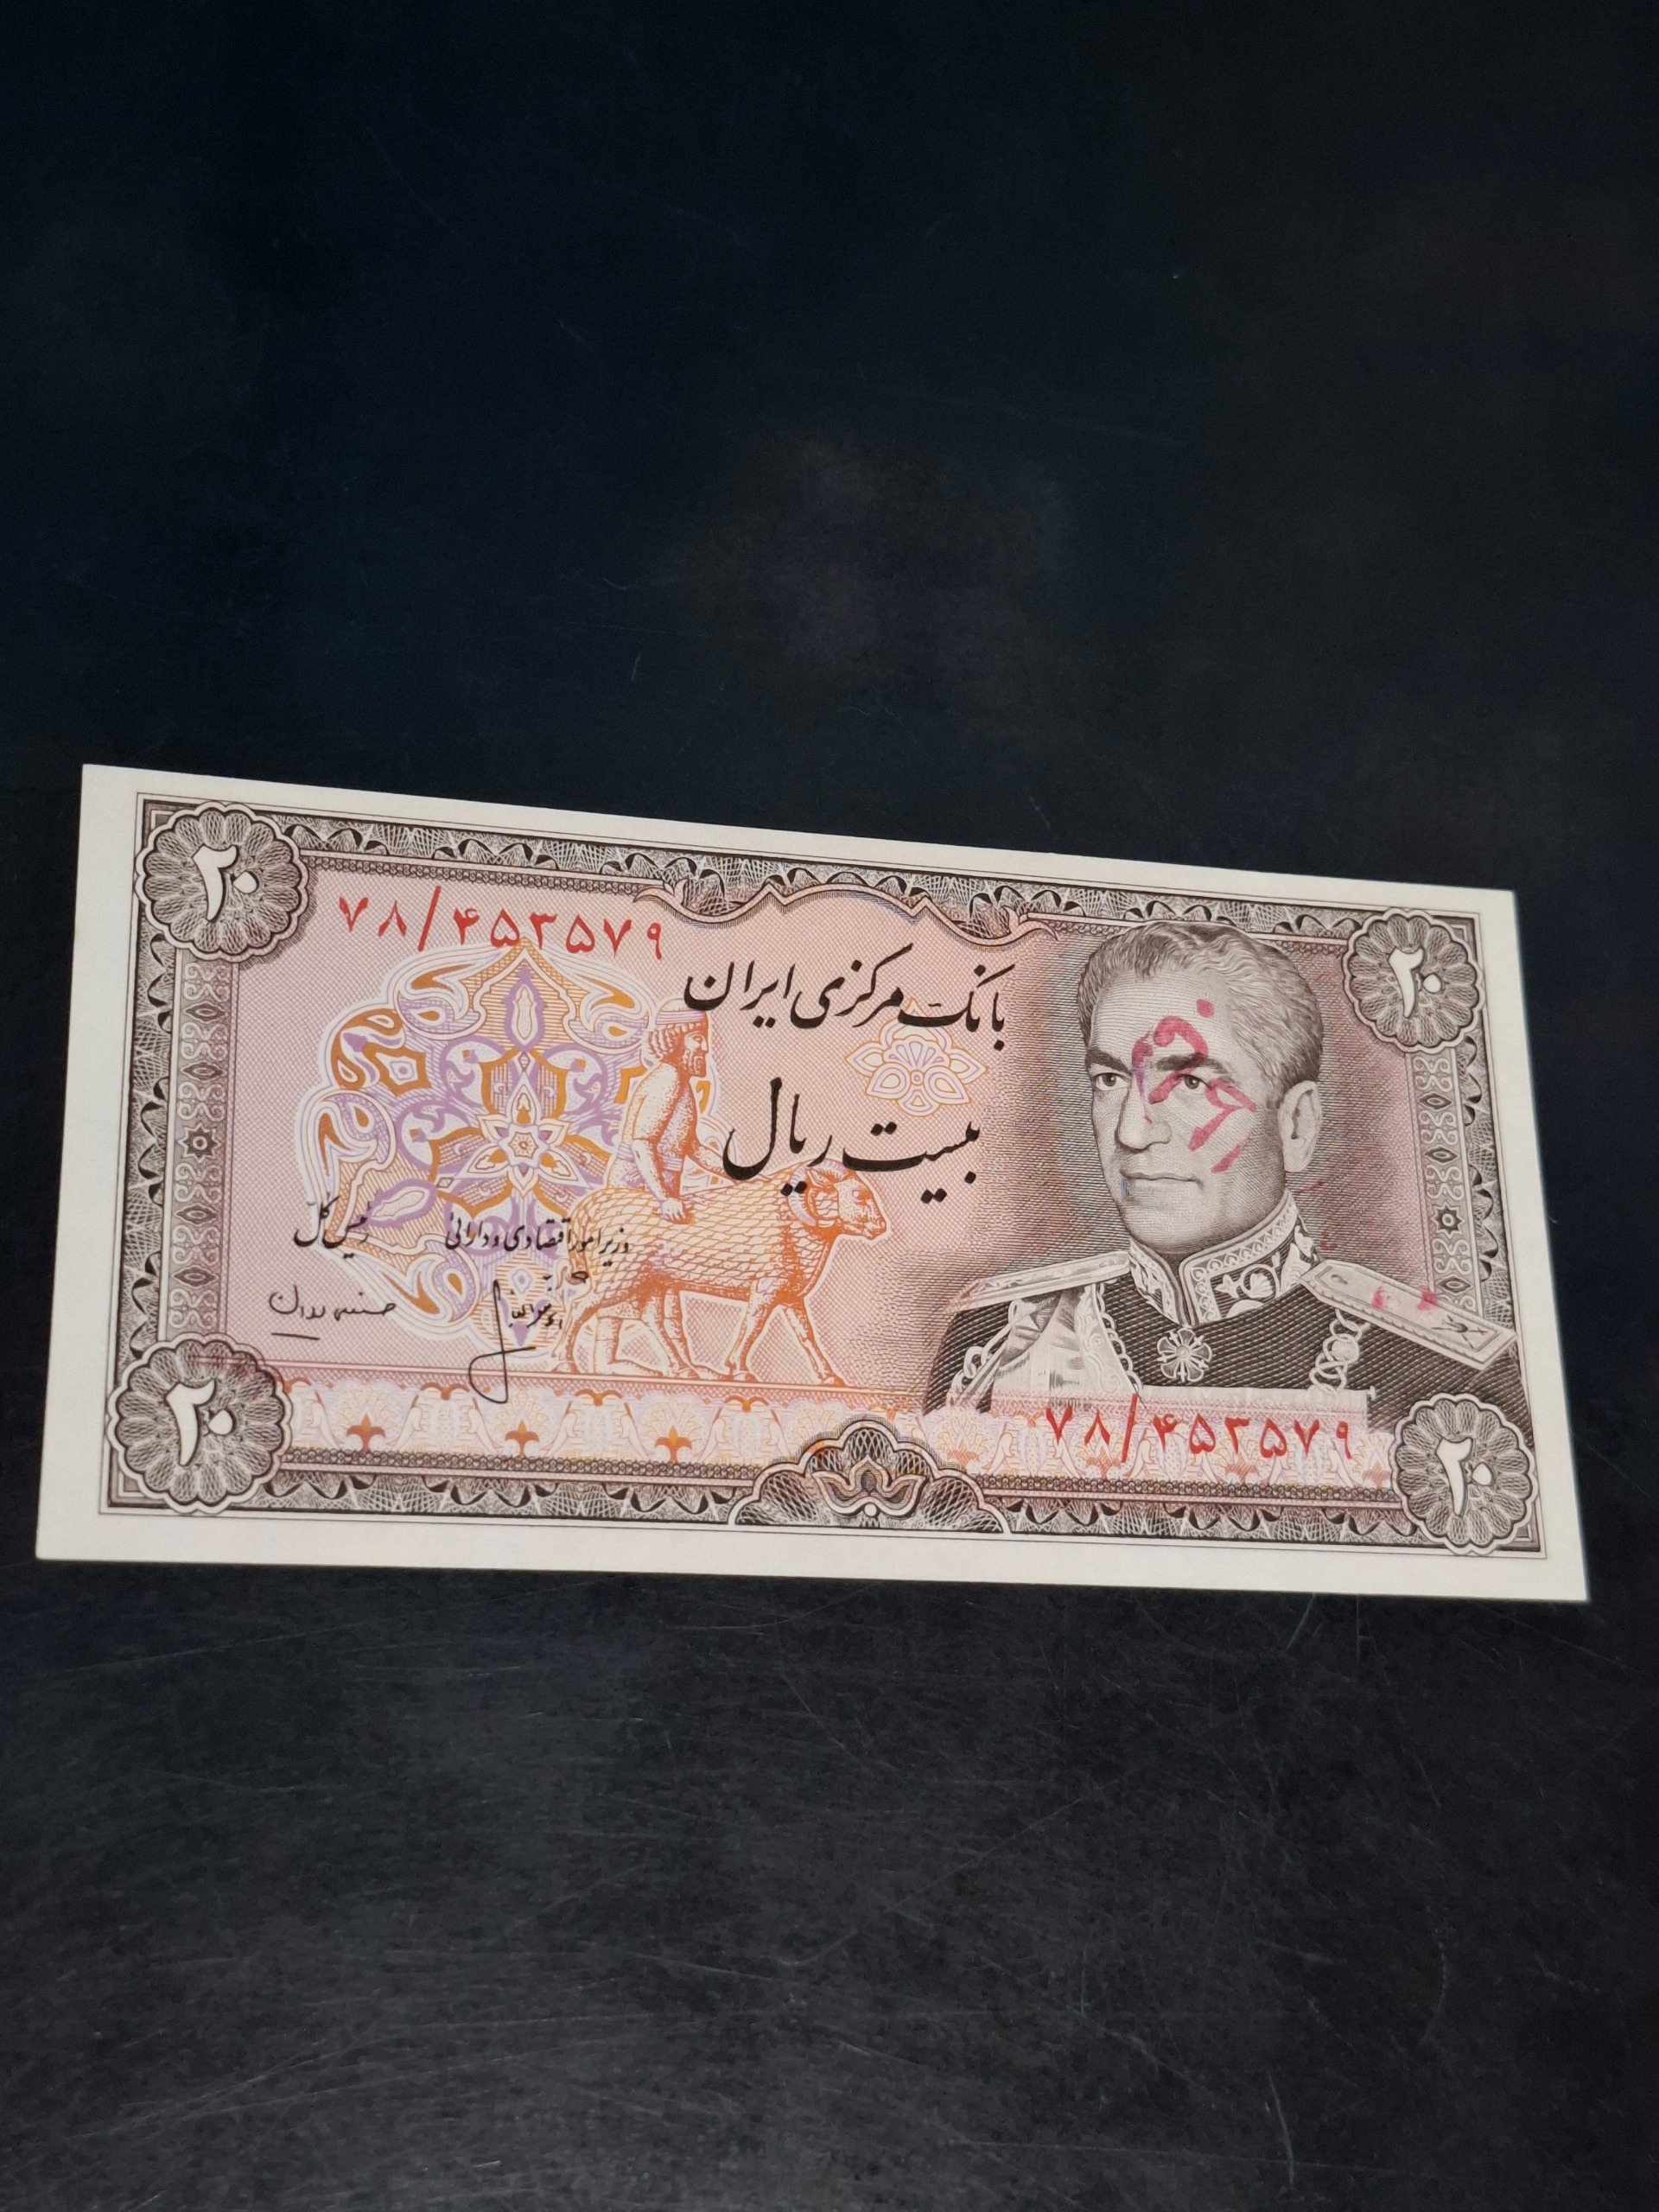 ۲۰
۲۰
۷۸/۴۵۳۵۷۹
بانک مرکزی ایران
بیست ریال
وزیر امور اقتصادی و دارائی
رئیس کل
۷۸/۴۵۳۵۷۹
۲۰
۲۰